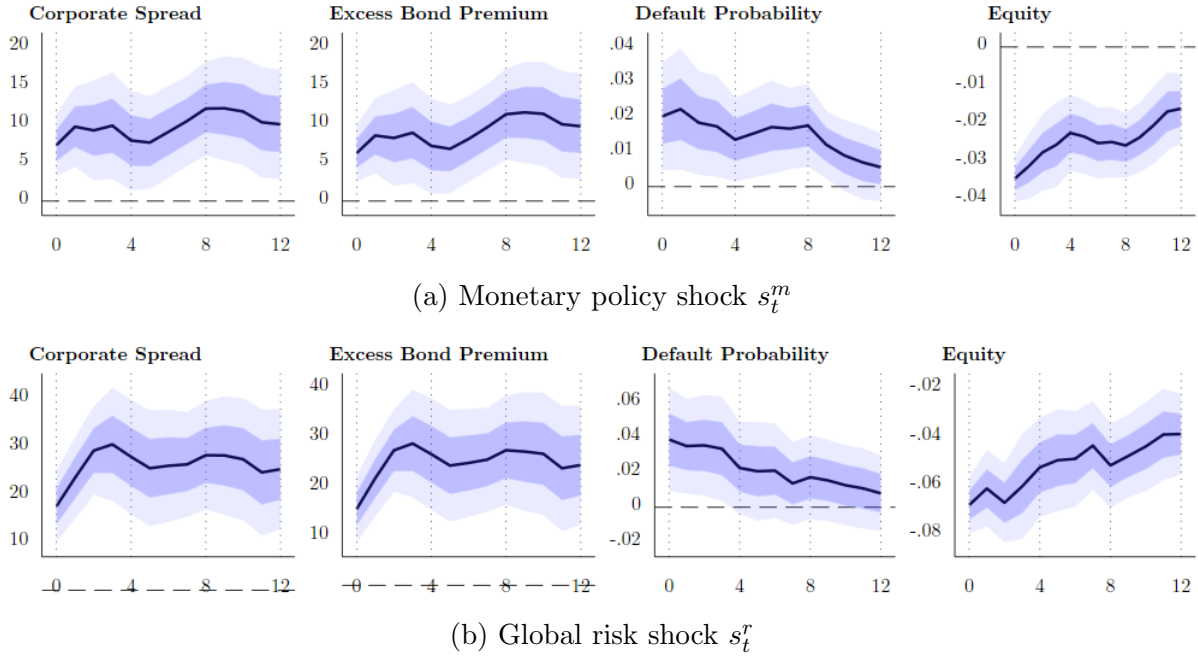 Corporate Spread Excess Bond Premium Default Probability Equity
20 20 .04 0
15 15 .03 -.01
10 10 .02 -.02
5 5 .01 -.03
0 0 0 -.04
0 4 8 12 0 4 8 12 0 4 8 12 0 4 8 12
(a) Monetary policy shock s_t^m
Corporate Spread Excess Bond Premium Default Probability Equity
40 40 .06 -.02
30 30 .04 -.04
20 20 .02 -.06
10 10 0 -.08
-.02
0 4 8 12 0 4 8 12 0 4 8 12 0 4 8 12
(b) Global risk shock s_t^r